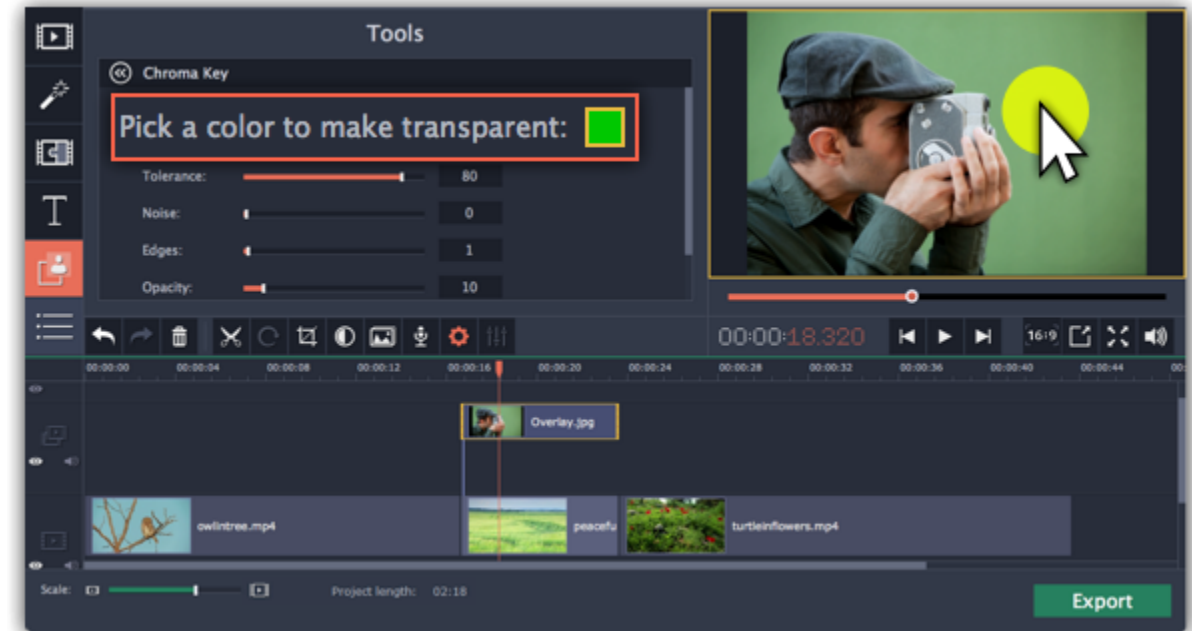 Tools
Chroma Key
Pick a color to make transparent:
Tolerance: 80
Noise: 0
Edges: 1
Opacity: 10
T
00:00:18.320
16:9
00:00:00 00:00:04 00:00:08 00:00:12 00:00:16 00:00:20 00:00:24 00:00:28 00:00:32 00:00:36 00:00:40 00:00:44 00:
Overlay.jpg
owlintree.mp4 peacefu turtleinflowers.mp4
Scale: Project length: 02:18
Export